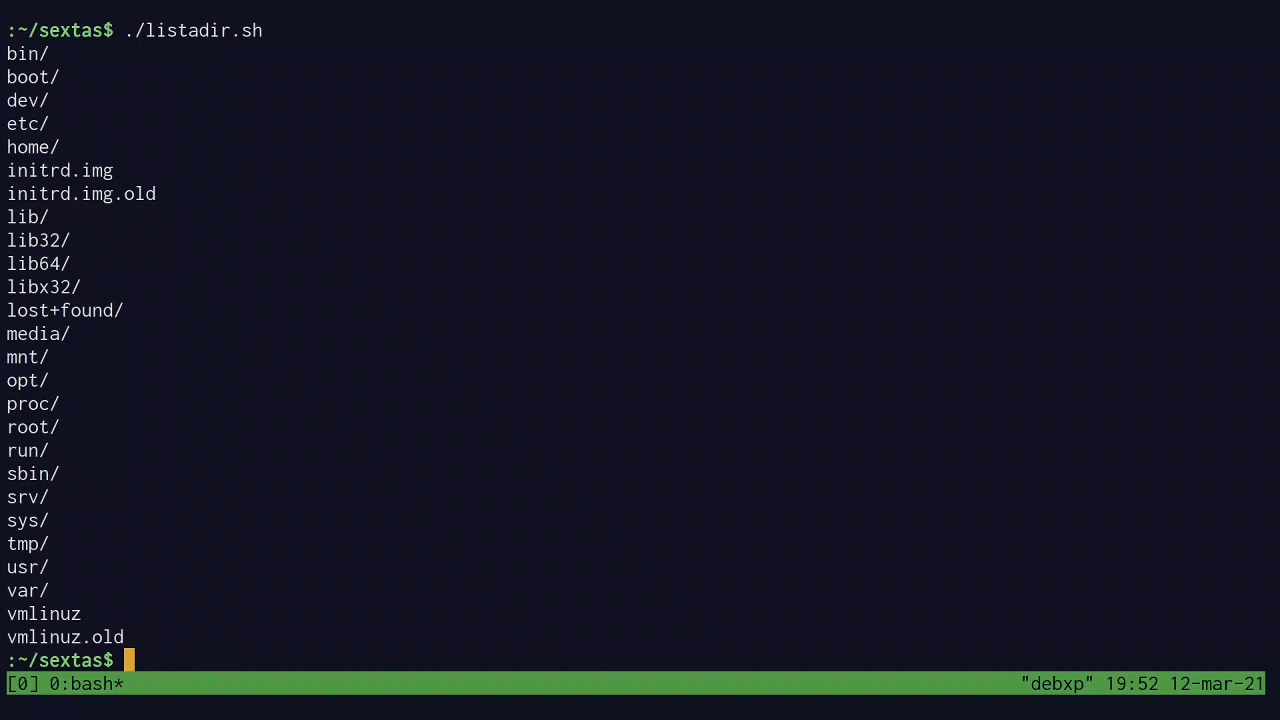 :~/sextas$ ./listadir.sh
bin/
boot/
dev/
etc/
home/
initrd.img
initrd.img.old
lib/
lib32/
lib64/
libx32/
lost+found/
media/
mnt/
opt/
proc/
root/
run/
sbin/
srv/
sys/
tmp/
usr/
var/
vmlinuz
vmlinuz.old
:~/sextas$
[0] 0:bash* "debxp" 19:52 12-mar-21